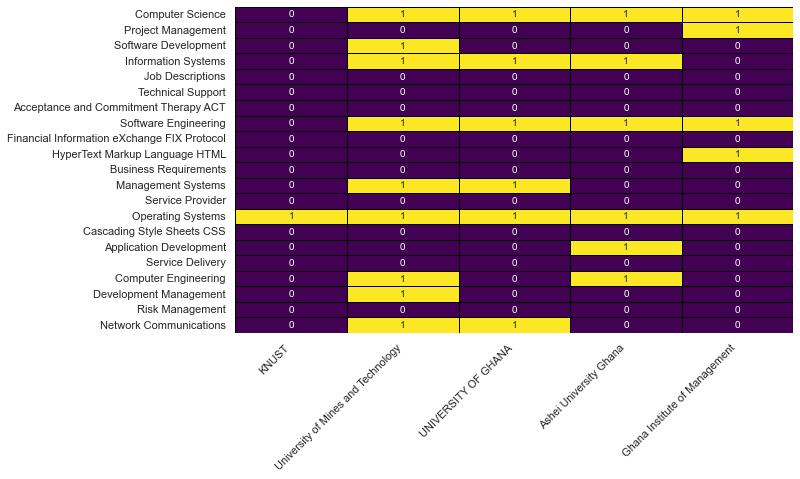 Computer Science 0 1 1 1 1
Project Management 0 0 0 0 1
Software Development 0 1 0 0 0
Information Systems 0 1 1 1 0
Job Descriptions 0 0 0 0 0
Technical Support 0 0 0 0 0
Acceptance and Commitment Therapy ACT 0 0 0 0 0
Software Engineering 0 1 1 1 1
Financial Information eXchange FIX Protocol 0 0 0 0 0
HyperText Markup Language HTML 0 0 0 0 1
Business Requirements 0 0 0 0 0
Management Systems 0 1 1 0 0
Service Provider 0 0 0 0 0
Operating Systems 1 1 1 1 1
Cascading Style Sheets CSS 0 0 0 0 0
Application Development 0 0 0 1 0
Service Delivery 0 0 0 0 0
Computer Engineering 0 1 0 1 0
Development Management 0 1 0 0 0
Risk Management 0 0 0 0 0
Network Communications 0 1 1 0 0
KNUST
University of Mines and Technology
UNIVERSITY OF GHANA
Ashei University Ghana
Ghana Institute of Management